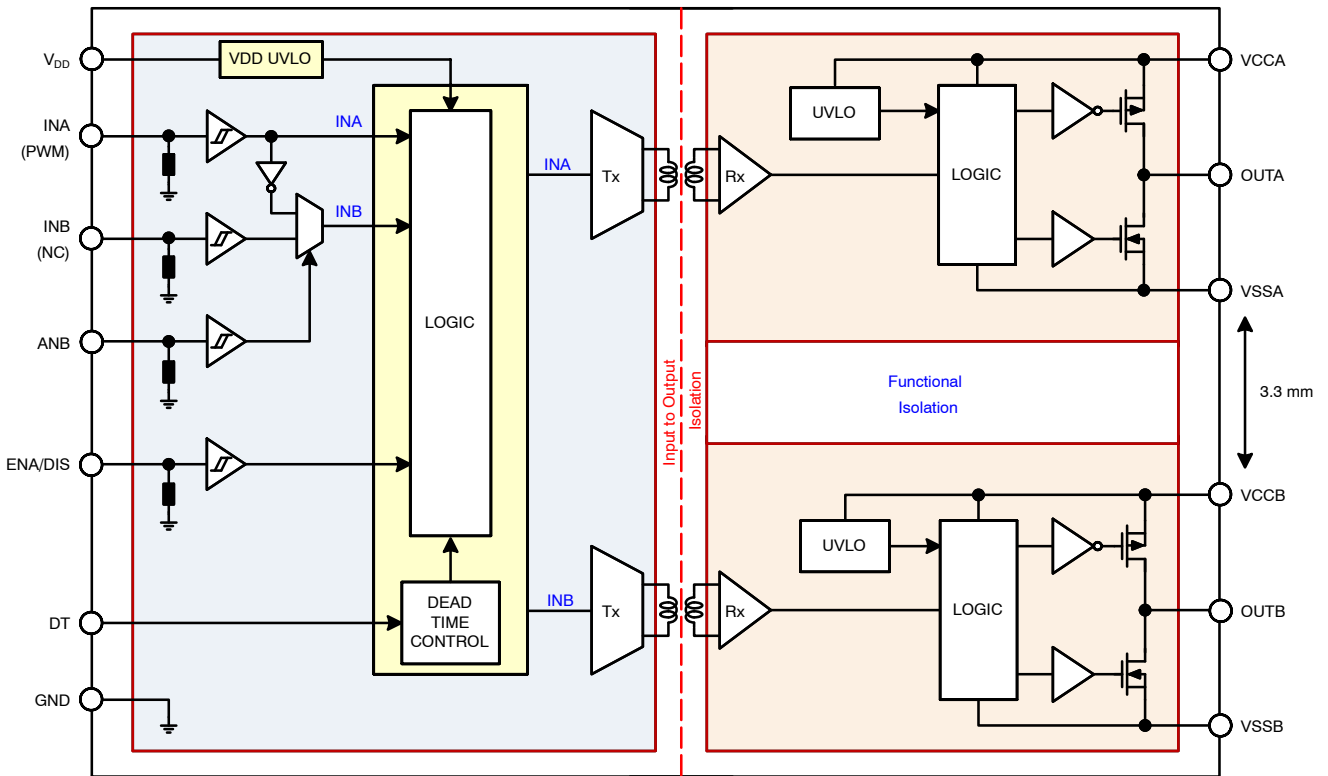 V_DD
VDD UVLO
INA
(PWM)
INA
INB
(NC)
INB
ANB
ENA/DIS
DT
GND
LOGIC
DEAD
TIME
CONTROL
INA
Tx
INB
Tx
Input to Output
Isolation
Rx
UVLO
LOGIC
VCCA
OUTA
VSSA
Functional
Isolation
3.3 mm
Rx
UVLO
LOGIC
VCCB
OUTB
VSSB